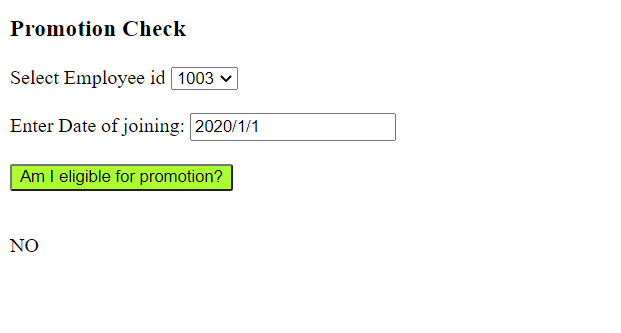 Promotion Check
Select Employee id 1003
Enter Date of joining: 2020/1/1
Am I eligible for promotion?
NO